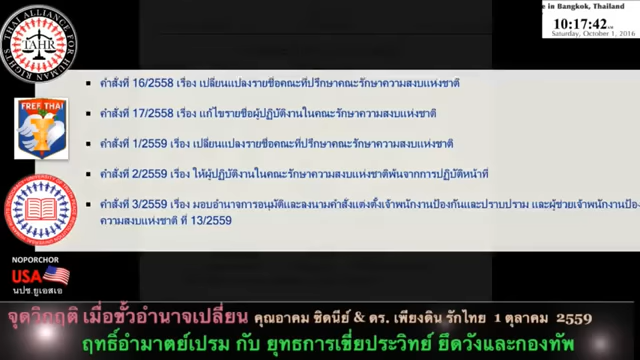 THAI ALLIANCE FOR HUMAN RIGHTS
TAHR
e in Bangkok, Thailand
10:17:42
Saturday, October 1, 2016
คำสั่งที่ 16/2558 เรื่อง เปลี่ยนแปลงรายชื่อคณะที่ปรึกษาคณะรักษาความสงบแห่งชาติ
คำสั่งที่ 17/2558 เรื่อง แก้ไขรายชื่อผู้ปฏิบัติงานในคณะรักษาความสงบแห่งชาติ
คำสั่งที่ 1/2559 เรื่อง เปลี่ยนแปลงรายชื่อคณะที่ปรึกษาคณะรักษาความสงบแห่งชาติ
คำสั่งที่ 2/2559 เรื่อง ให้ผู้ปฏิบัติงานในคณะรักษาความสงบแห่งชาติพ้นจากการปฏิบัติหน้าที่
คำสั่งที่ 3/2559 เรื่อง มอบอำนาจการอนุมัติและลงนามคำสั่งแต่งตั้งเจ้าพนักงานป้องกันและปราบปราม และผู้ช่วยเจ้าพนักงานป้อง
ความสงบแห่งชาติ ที่ 13/2559
FREE THAI
NOPORCHOR
USA
นปช.ยูเอสเอ
จุดวิกฤติ เมื่อขั้วอำนาจเปลี่ยน คุณอาคม ซิดนีย์ & ดร. เพียงดิน รักไทย 1 ตุลาคม 2559
ฤทธิ์อำมาตย์เปรม กับ ยุทธการเขี่ยประวิทย์ ยึดวังและกองทัพ